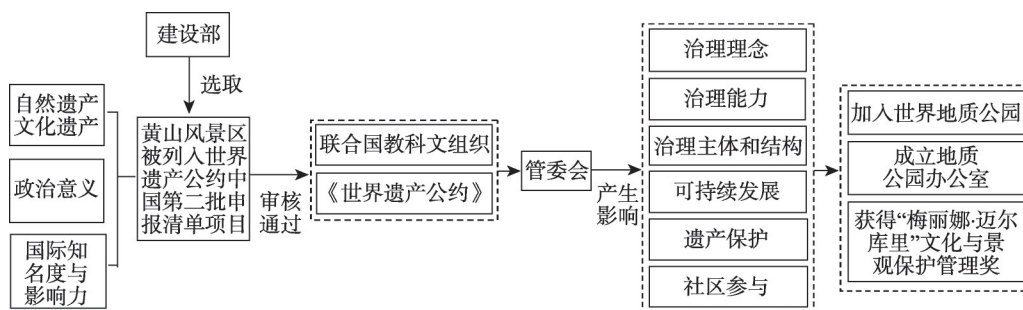 建设部
选取
自然遗产
文化遗产
政治意义
国际知
名度与
影响力
黄山风景区
被列入世界
遗产公约中
国第二批申
报清单项目
审核
通过
联合国教科文组织
《世界遗产公约》
管委会
产生
影响
治理理念
治理能力
治理主体和结构
可持续发展
遗产保护
社区参与
加入世界地质公园
成立地质
公园办公室
获得“梅丽娜·迈尔
库里”文化与景
观保护管理奖